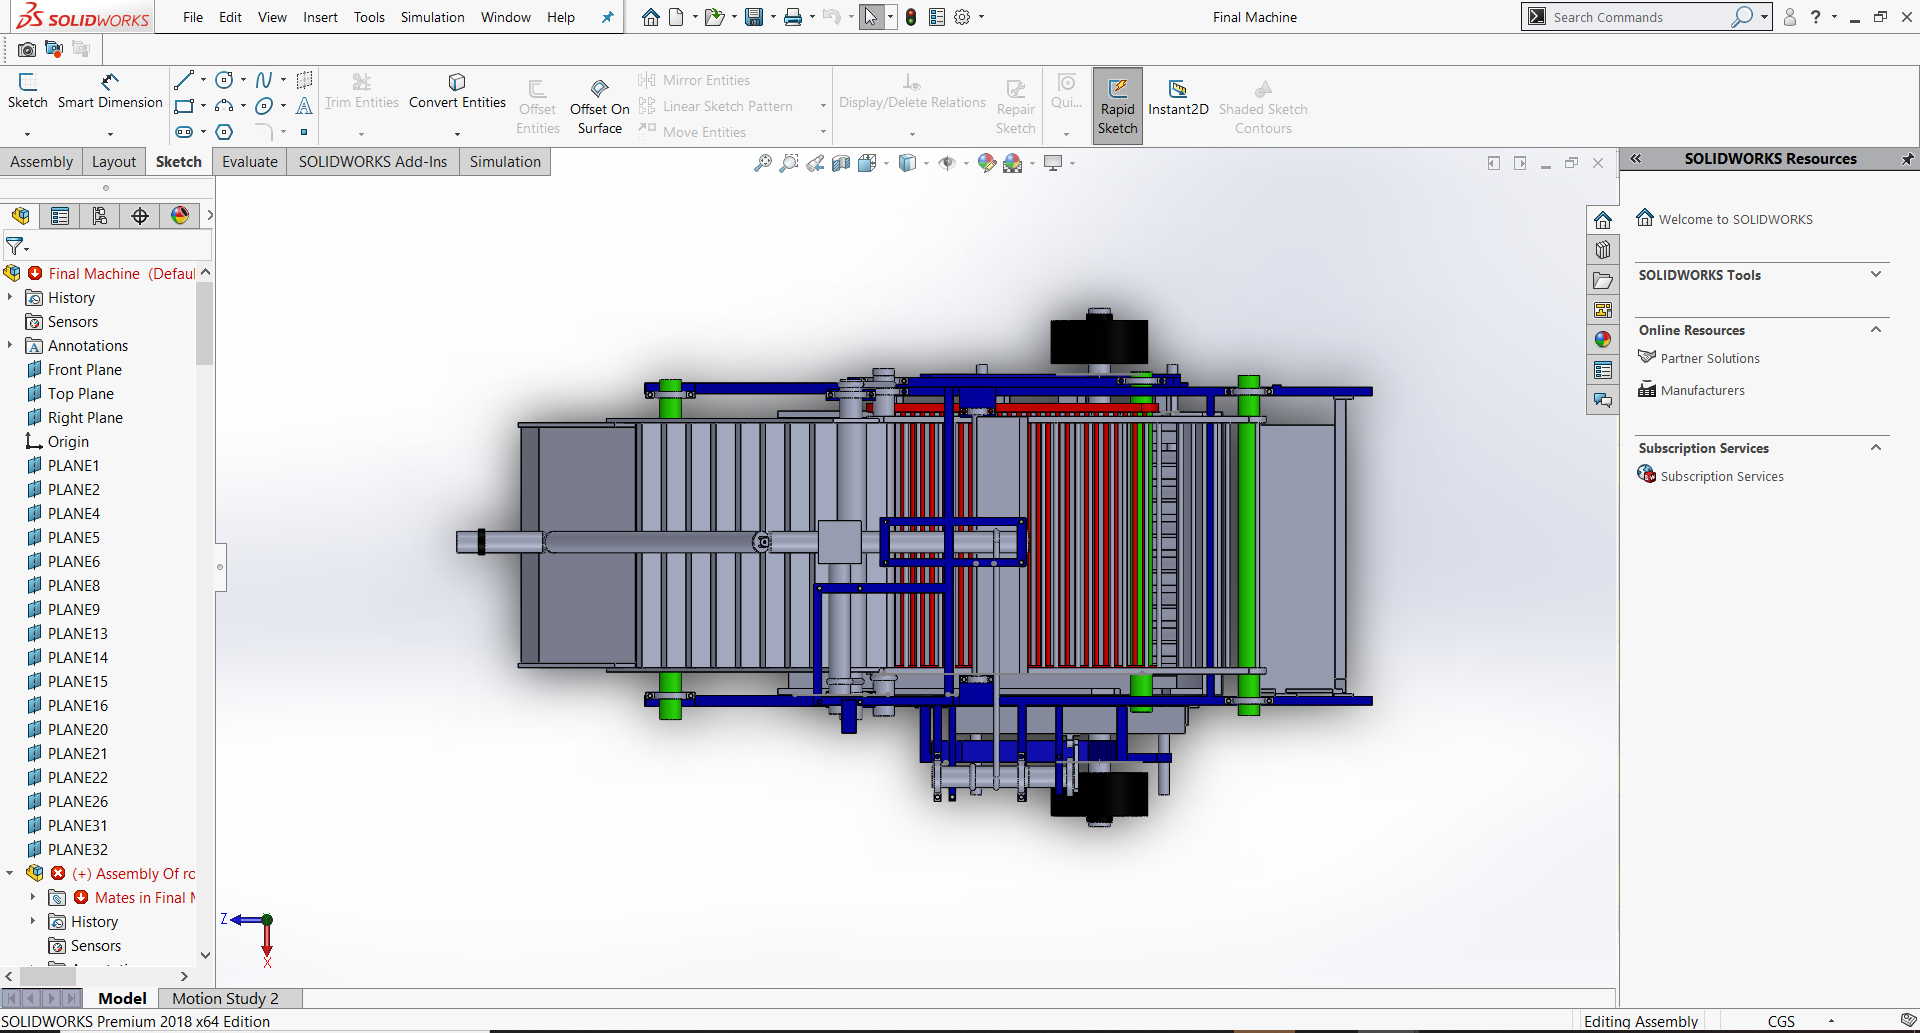 SOLIDWORKS File Edit View Insert Tools Simulation Window Help Final Machine Search Commands ?
Sketch Smart Dimension Trim Entities Convert Entities Offset Entities Offset On Surface Mirror Entities Linear Sketch Pattern Move Entities Display/Delete Relations Repair Sketch Qui... Rapid Sketch Instant2D Shaded Sketch Contours
Assembly Layout Sketch Evaluate SOLIDWORKS Add-Ins Simulation
SOLIDWORKS Resources
Welcome to SOLIDWORKS
SOLIDWORKS Tools
Online Resources
Partner Solutions
Manufacturers
Subscription Services
Subscription Services
Final Machine (Defaul
History
Sensors
Annotations
Front Plane
Top Plane
Right Plane
Origin
PLANE1
PLANE2
PLANE4
PLANE5
PLANE6
PLANE8
PLANE9
PLANE13
PLANE14
PLANE15
PLANE16
PLANE20
PLANE21
PLANE22
PLANE26
PLANE31
PLANE32
(+) Assembly Of ro
Mates in Final M
History
Sensors
Z
X
Model Motion Study 2
SOLIDWORKS Premium 2018 x64 Edition Editing Assembly CGS